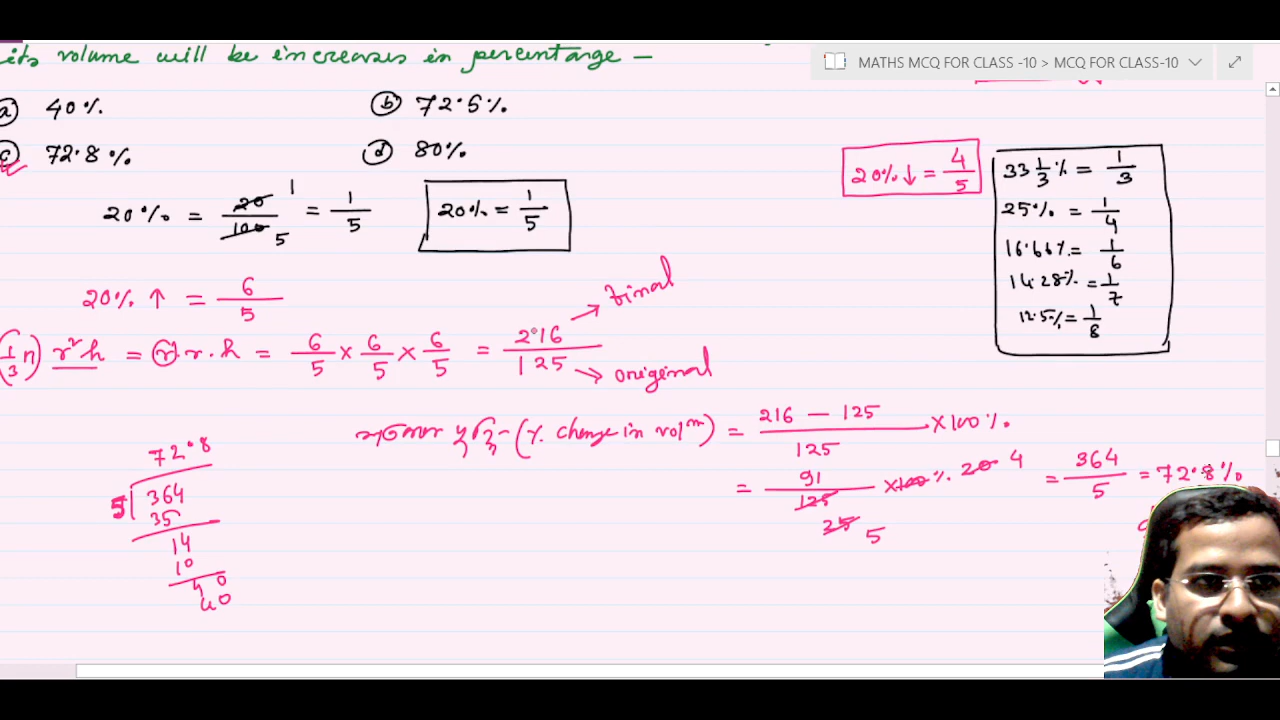 its volume will be increases in percentage -
MATHS MCQ FOR CLASS -10 > MCQ FOR CLASS-10
a 40%
b 72.5%
c 72.8%
d 80%
20% = 20/100 = 1/5
1
5
20% = 1/5
20% ↓ = 4/5
33 1/3 % = 1/3
25% = 1/4
16.66% = 1/6
14.28% = 1/7
12.5% = 1/8
20% ↑ = 6/5
(1/3 π) r²h = r.r.h = 6/5 × 6/5 × 6/5 = 216/125
final
original
(% change in vol^m) = 216 - 125/125 × 100%
= 91/125 × 100% 20 4 = 364/5 = 72.8%
25 5
72.8
5 364
35
14
10
40
40